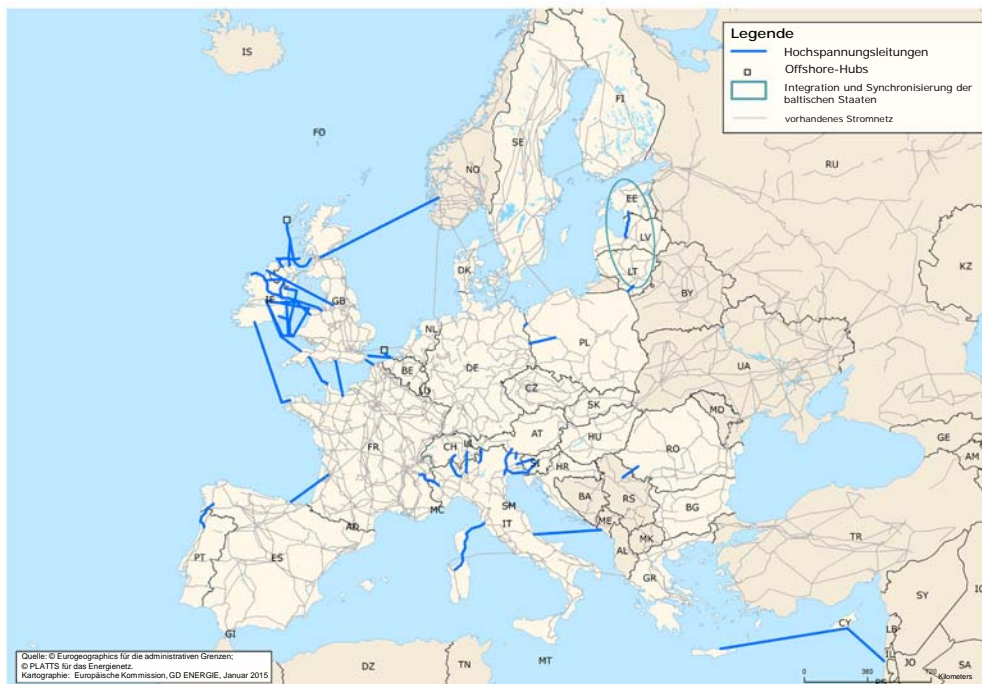 Legende
Hochspannungsleitungen
Offshore-Hubs
Integration und Synchronisierung der
baltischen Staaten
vorhandenes Stromnetz
IS
FI
FO
SE
NO
RU
EE
LV
LT
DK
KZ
IE
GB
BY
NL
PL
BE
DE
UA
CZ
SK
MD
AT
HU
FR
CH
RO
SI
HR
GE
BA
RS
AM
MC
SM
IT
ME
BG
AD
MK
PT
ES
AL
TR
GR
SY
GI
CY
LB
IL
DZ
TN
MT
JO
SA
Quelle: © Eurogeographics für die administrativen Grenzen;
© PLATTS für das Energienetz.
Kartographie: Europäische Kommission, GD ENERGIE, Januar 2015
0 360 720
Kilometers